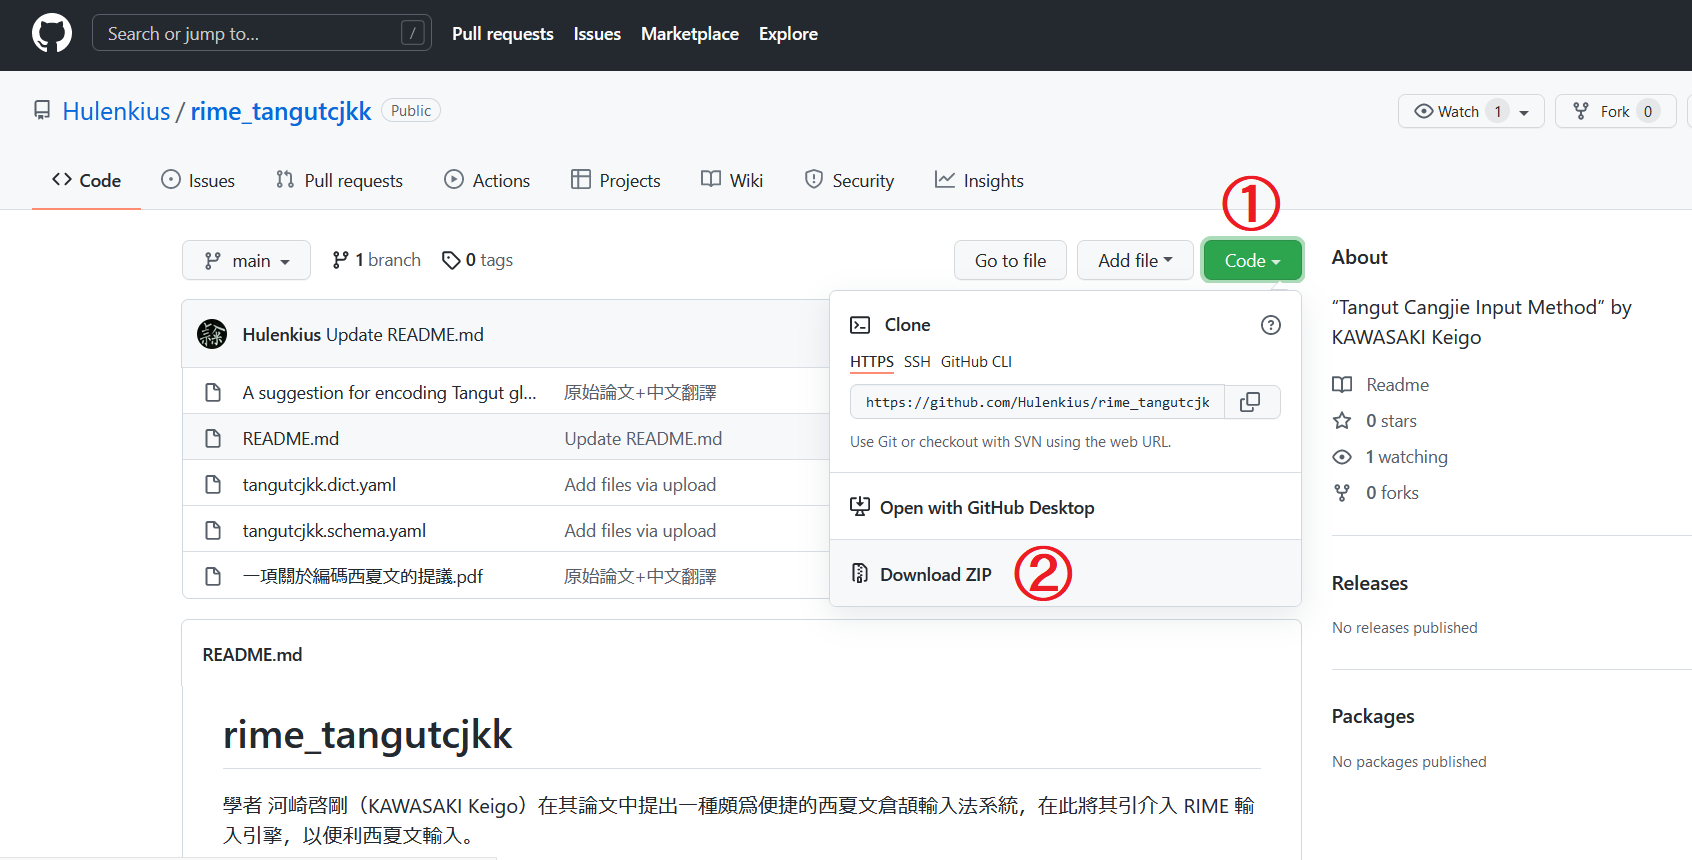 Search or jump to... /
Pull requests Issues Marketplace Explore
Hulenkius / rime_tangutcjkk Public
Watch 1 Fork 0
Code Issues Pull requests Actions Projects Wiki Security Insights
①
main 1 branch 0 tags
Go to file Add file Code
Hulenkius Update README.md
A suggestion for encoding Tangut gl... 原始論文+中文翻譯
README.md Update README.md
tangutcjkk.dict.yaml Add files via upload
tangutcjkk.schema.yaml Add files via upload
一項關於編碼西夏文的提議.pdf 原始論文+中文翻譯
Clone
HTTPS SSH GitHub CLI
https://github.com/Hulenkius/rime_tangutcjk
Use Git or checkout with SVN using the web URL.
Open with GitHub Desktop
Download ZIP ②
About
“Tangut Cangjie Input Method” by
KAWASAKI Keigo
Readme
0 stars
1 watching
0 forks
Releases
No releases published
Packages
No packages published
README.md
rime_tangutcjkk
學者 河崎啓剛（KAWASAKI Keigo）在其論文中提出一種頗爲便捷的西夏文倉頡輸入法系統，在此將其引介入 RIME 輸
入引擎，以便利西夏文輸入。